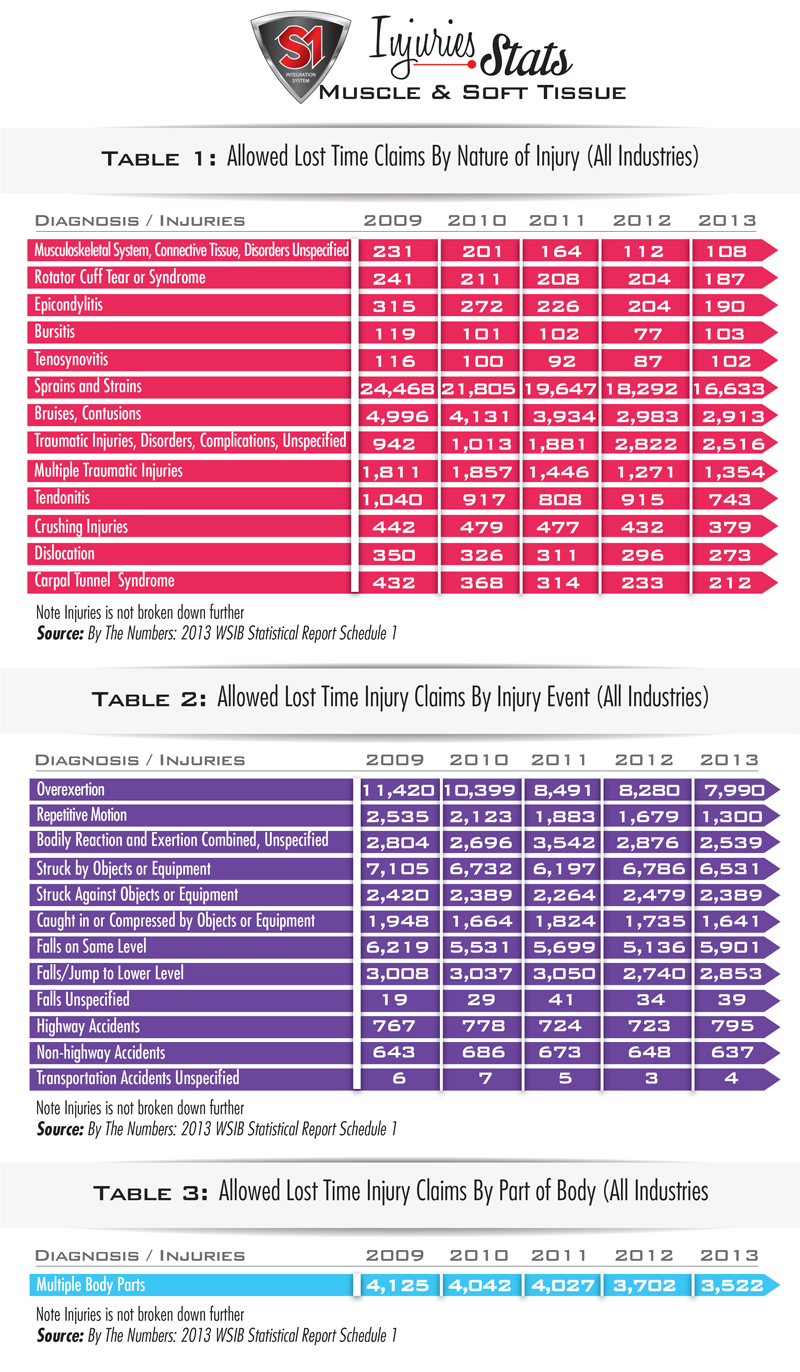 S1
INTEGRATION
SYSTEM
Injuries Stats
MUSCLE & SOFT TISSUE
TABLE 1: Allowed Lost Time Claims By Nature of Injury (All Industries)
DIAGNOSIS / INJURIES 2009 2010 2011 2012 2013
Musculoskeletal System, Connective Tissue, Disorders Unspecified 231 201 164 112 108
Rotator Cuff Tear or Syndrome 241 211 208 204 187
Epicondylitis 315 272 226 204 190
Bursitis 119 101 102 77 103
Tenosynovitis 116 100 92 87 102
Sprains and Strains 24,468 21,805 19,647 18,292 16,633
Bruises, Contusions 4,996 4,131 3,934 2,983 2,913
Traumatic Injuries, Disorders, Complications, Unspecified 942 1,013 1,881 2,822 2,516
Multiple Traumatic Injuries 1,811 1,857 1,446 1,271 1,354
Tendonitis 1,040 917 808 915 743
Crushing Injuries 442 479 477 432 379
Dislocation 350 326 311 296 273
Carpal Tunnel Syndrome 432 368 314 233 212
Note Injuries is not broken down further
Source: By The Numbers: 2013 WSIB Statistical Report Schedule 1
TABLE 2: Allowed Lost Time Injury Claims By Injury Event (All Industries)
DIAGNOSIS / INJURIES 2009 2010 2011 2012 2013
Overexertion 11,420 10,399 8,491 8,280 7,990
Repetitive Motion 2,535 2,123 1,883 1,679 1,300
Bodily Reaction and Exertion Combined, Unspecified 2,804 2,696 3,542 2,876 2,539
Struck by Objects or Equipment 7,105 6,732 6,197 6,786 6,531
Struck Against Objects or Equipment 2,420 2,389 2,264 2,479 2,389
Caught in or Compressed by Objects or Equipment 1,948 1,664 1,824 1,735 1,641
Falls on Same Level 6,219 5,531 5,699 5,136 5,901
Falls/Jump to Lower Level 3,008 3,037 3,050 2,740 2,853
Falls Unspecified 19 29 41 34 39
Highway Accidents 767 778 724 723 795
Non-highway Accidents 643 686 673 648 637
Transportation Accidents Unspecified 6 7 5 3 4
Note Injuries is not broken down further
Source: By The Numbers: 2013 WSIB Statistical Report Schedule 1
TABLE 3: Allowed Lost Time Injury Claims By Part of Body (All Industries
DIAGNOSIS / INJURIES 2009 2010 2011 2012 2013
Multiple Body Parts 4,125 4,042 4,027 3,702 3,522
Note Injuries is not broken down further
Source: By The Numbers: 2013 WSIB Statistical Report Schedule 1